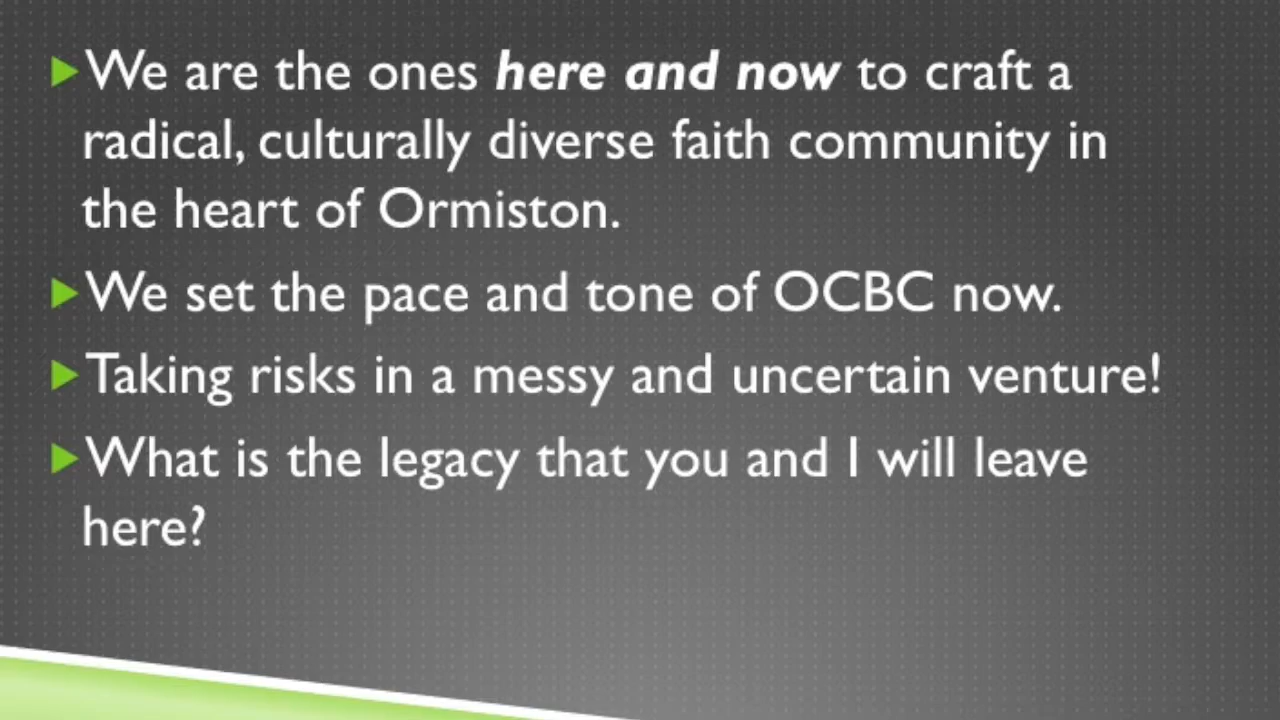 We are the ones here and now to craft a
radical, culturally diverse faith community in
the heart of Ormiston.
We set the pace and tone of OCBC now.
Taking risks in a messy and uncertain venture!
What is the legacy that you and I will leave
here?